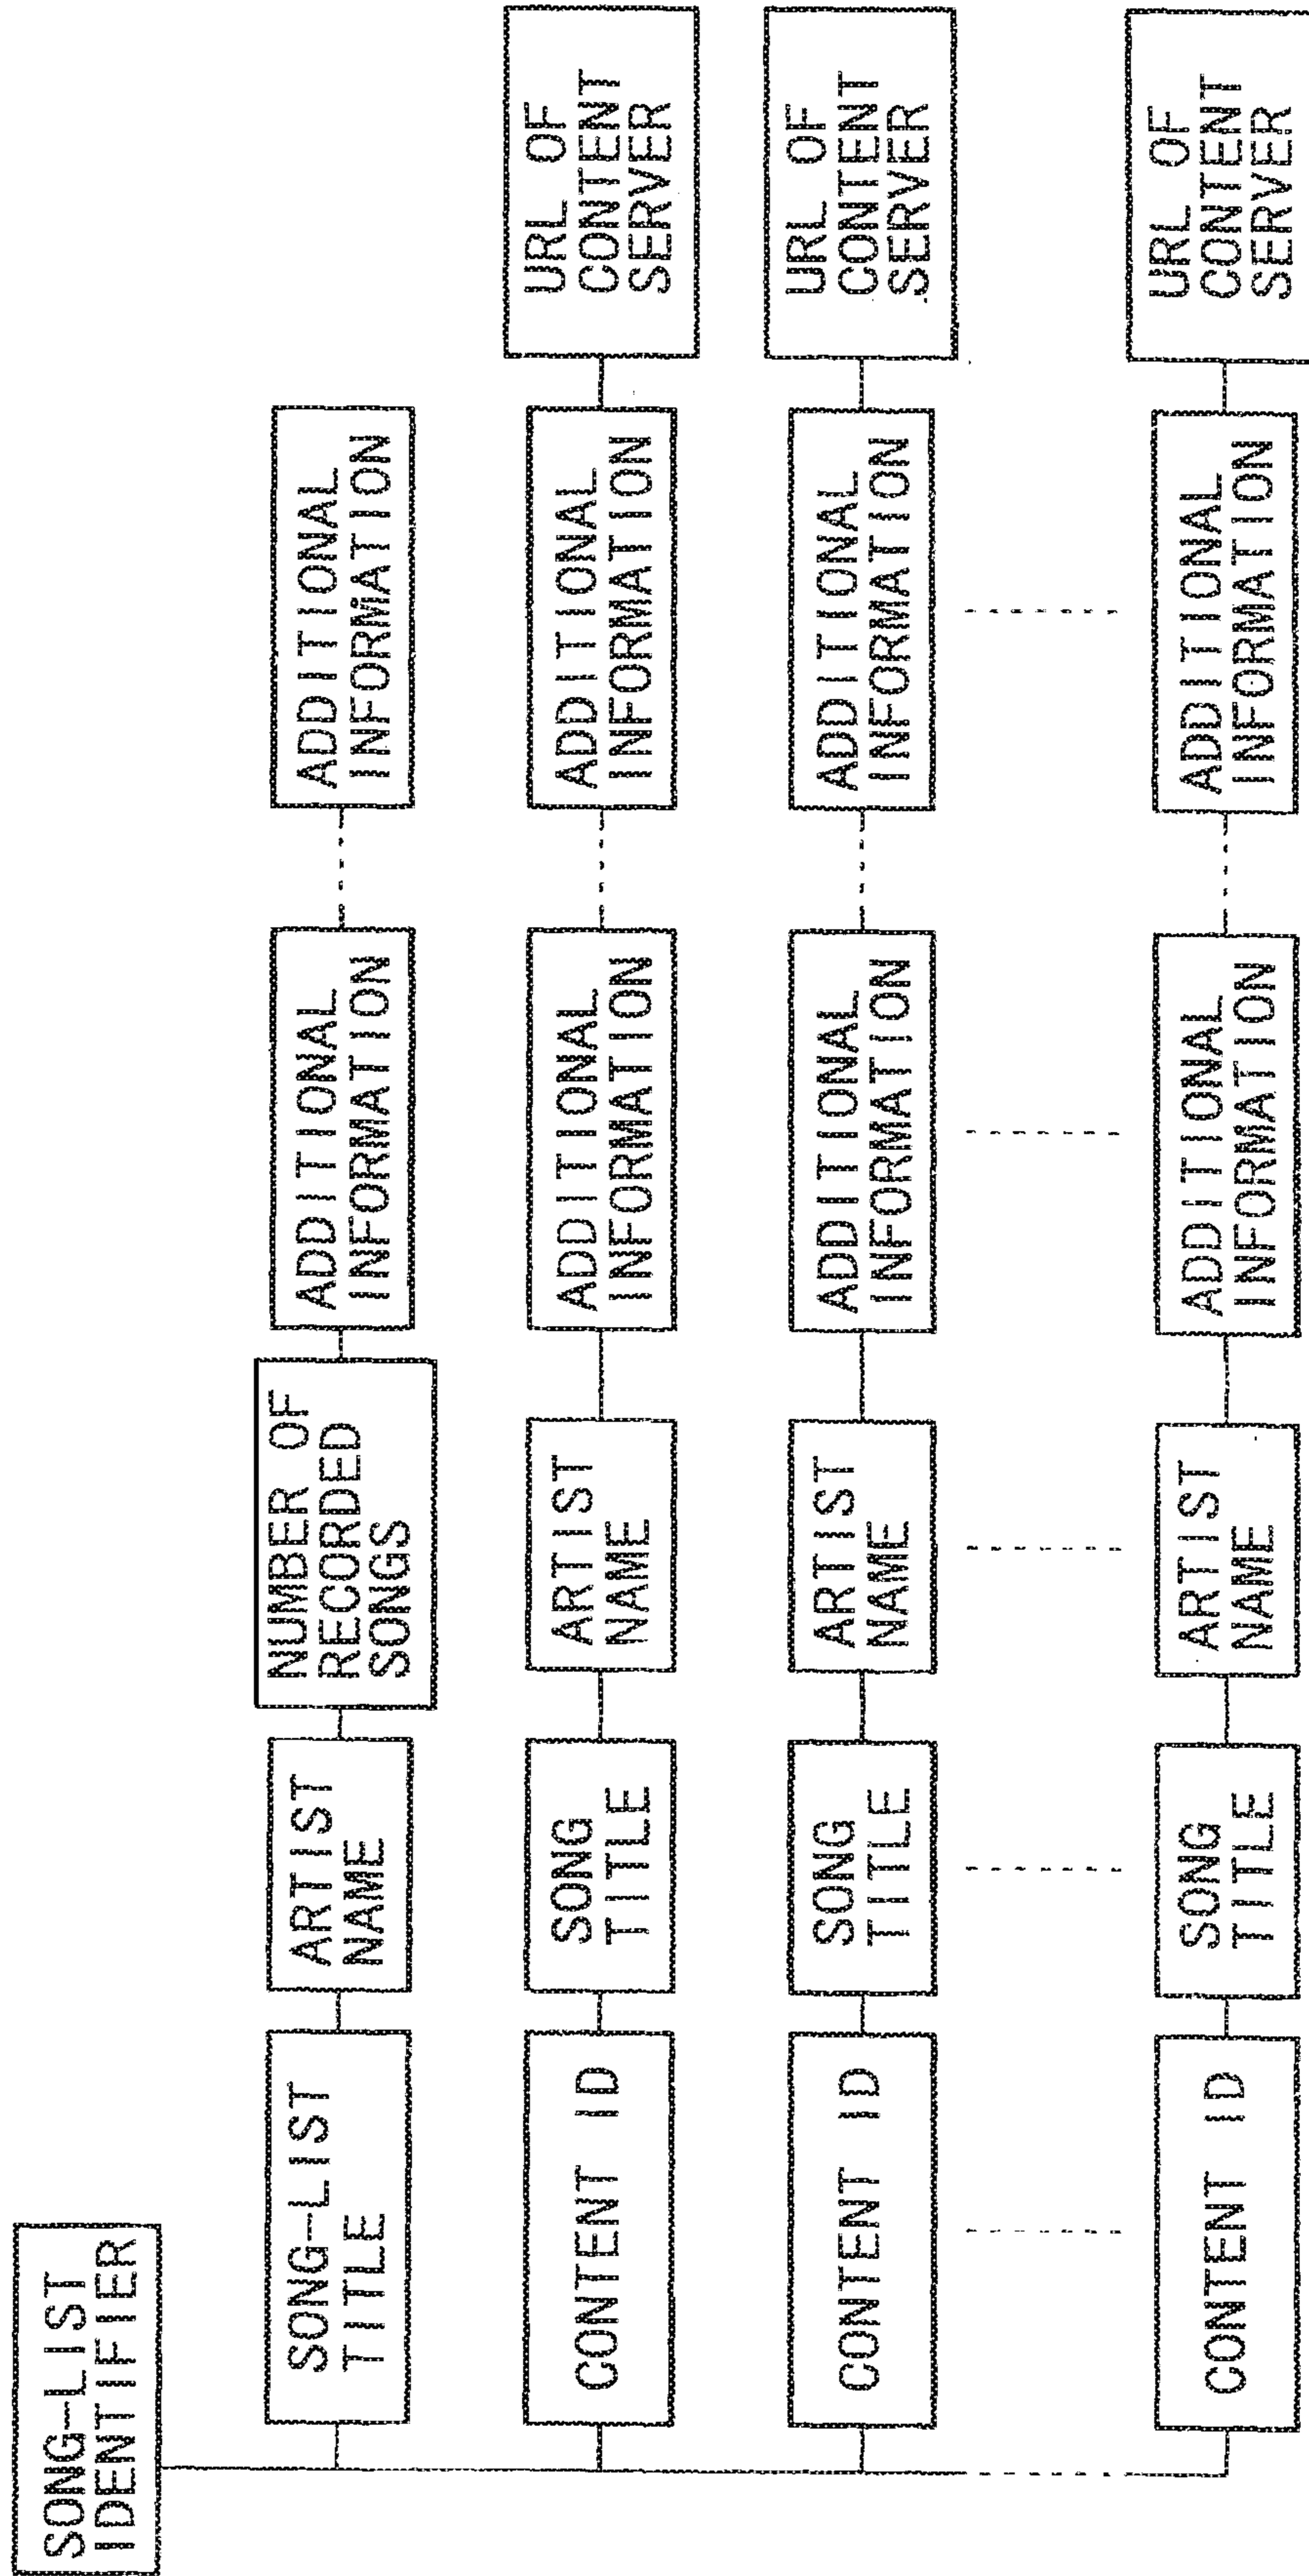 SONG-LIST
IDENTIFIER
SONG-LIST
TITLE
ARTIST
NAME
NUMBER OF
RECORDED
SONGS
ADDITIONAL
INFORMATION
ADDITIONAL
INFORMATION
CONTENT ID
SONG
TITLE
ARTIST
NAME
ADDITIONAL
INFORMATION
ADDITIONAL
INFORMATION
URL OF
CONTENT
SERVER
CONTENT ID
SONG
TITLE
ARTIST
NAME
ADDITIONAL
INFORMATION
ADDITIONAL
INFORMATION
URL OF
CONTENT
SERVER
CONTENT ID
SONG
TITLE
ARTIST
NAME
ADDITIONAL
INFORMATION
ADDITIONAL
INFORMATION
URL OF
CONTENT
SERVER